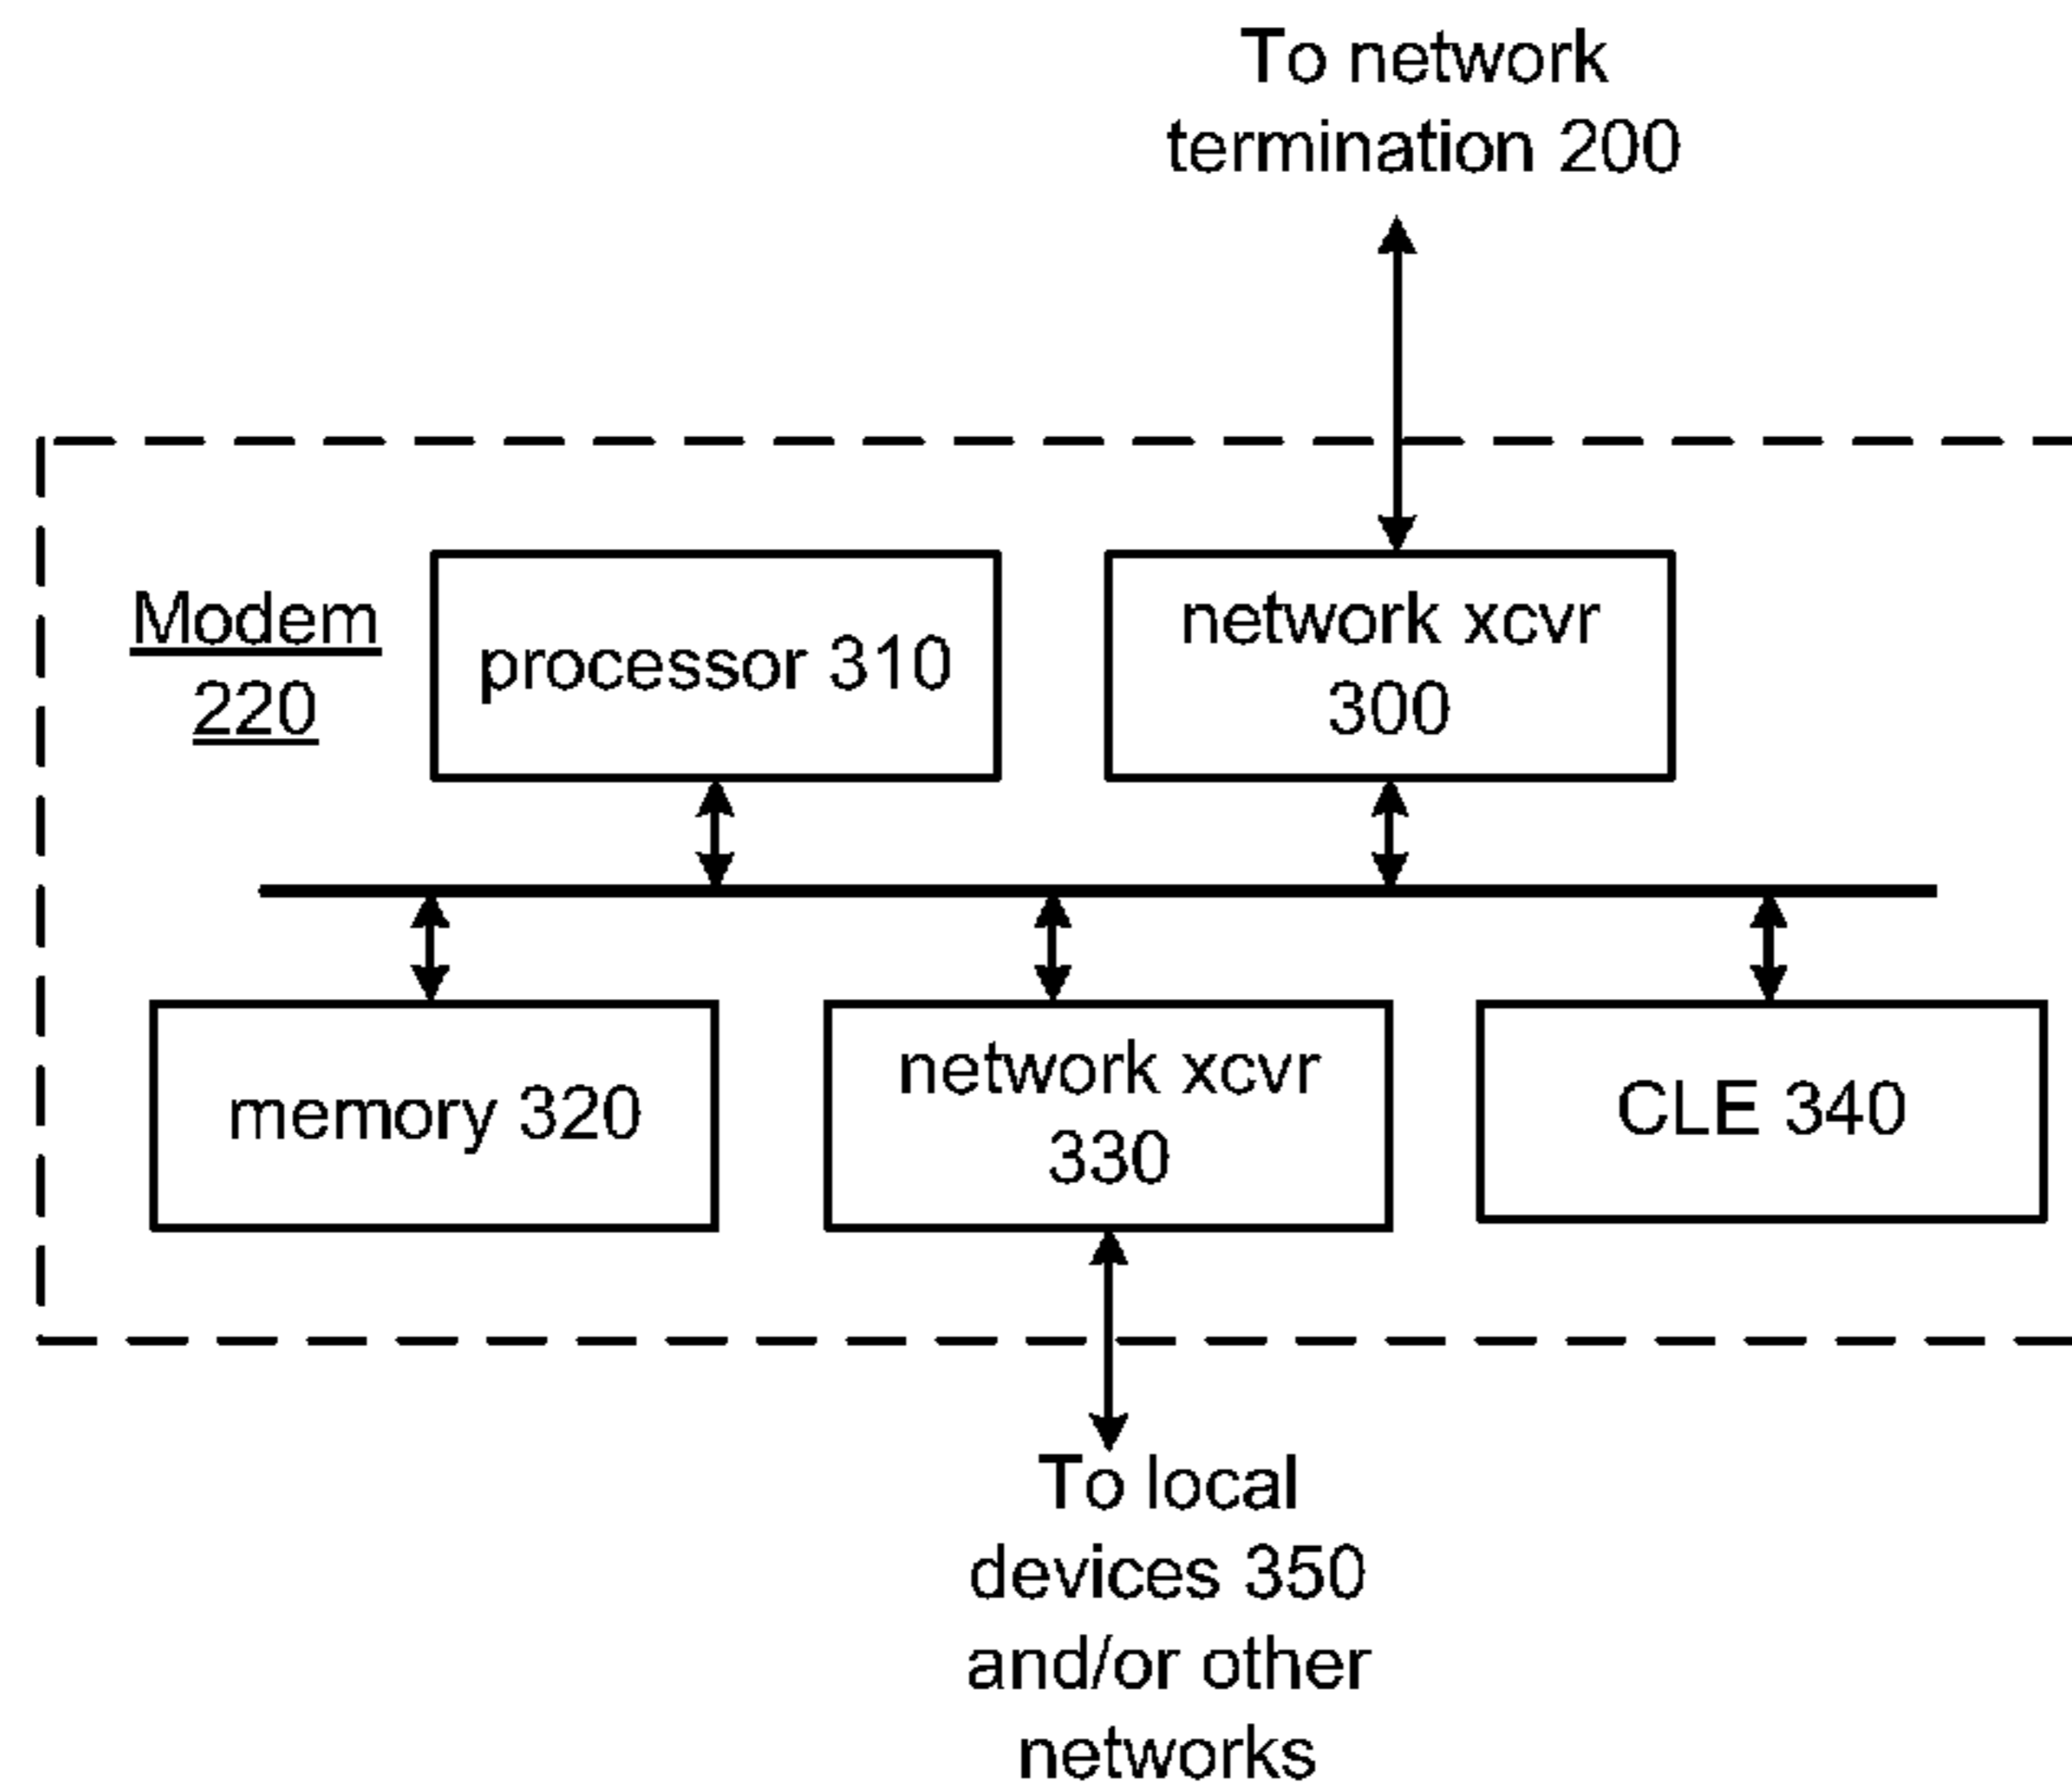 To network
termination 200
Modem
220
processor 310
network xcvr
300
memory 320
network xcvr
330
CLE 340
To local
devices 350
and/or other
networks